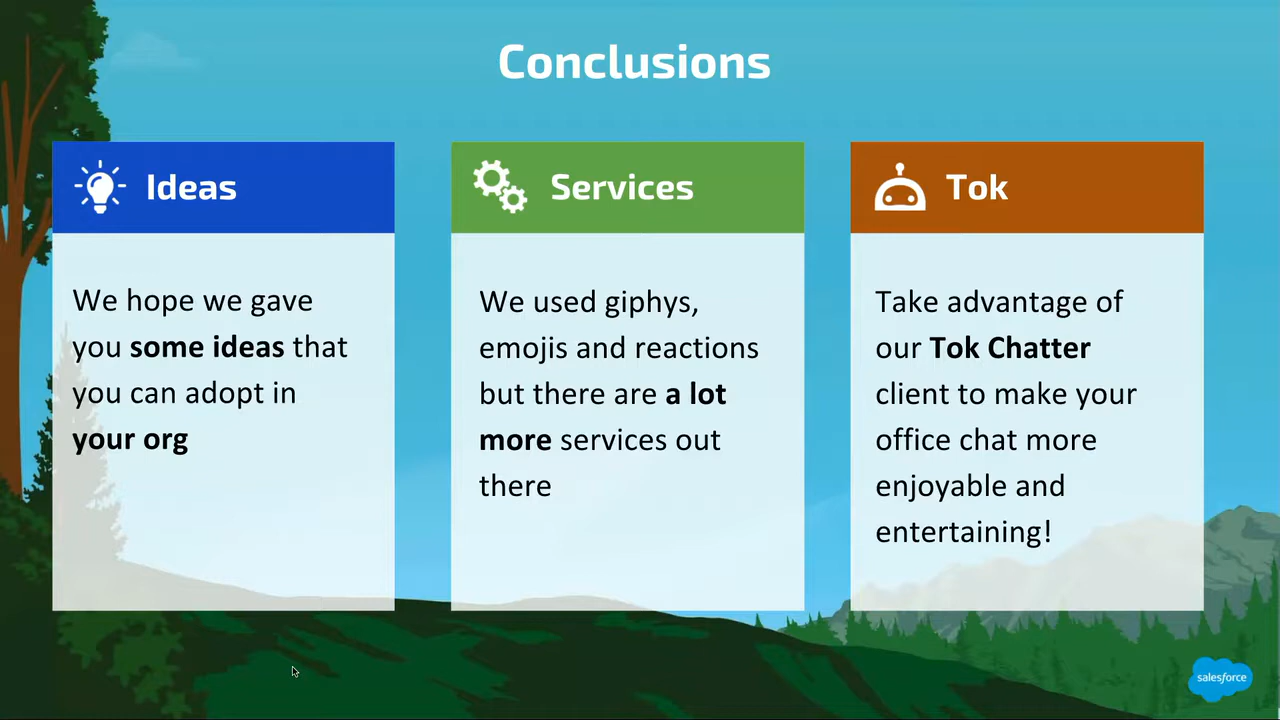 Conclusions
Ideas
We hope we gave
you some ideas that
you can adopt in
your org
Services
We used giphys,
emojis and reactions
but there are a lot
more services out
there
Tok
Take advantage of
our Tok Chatter
client to make your
office chat more
enjoyable and
entertaining!
salesforce